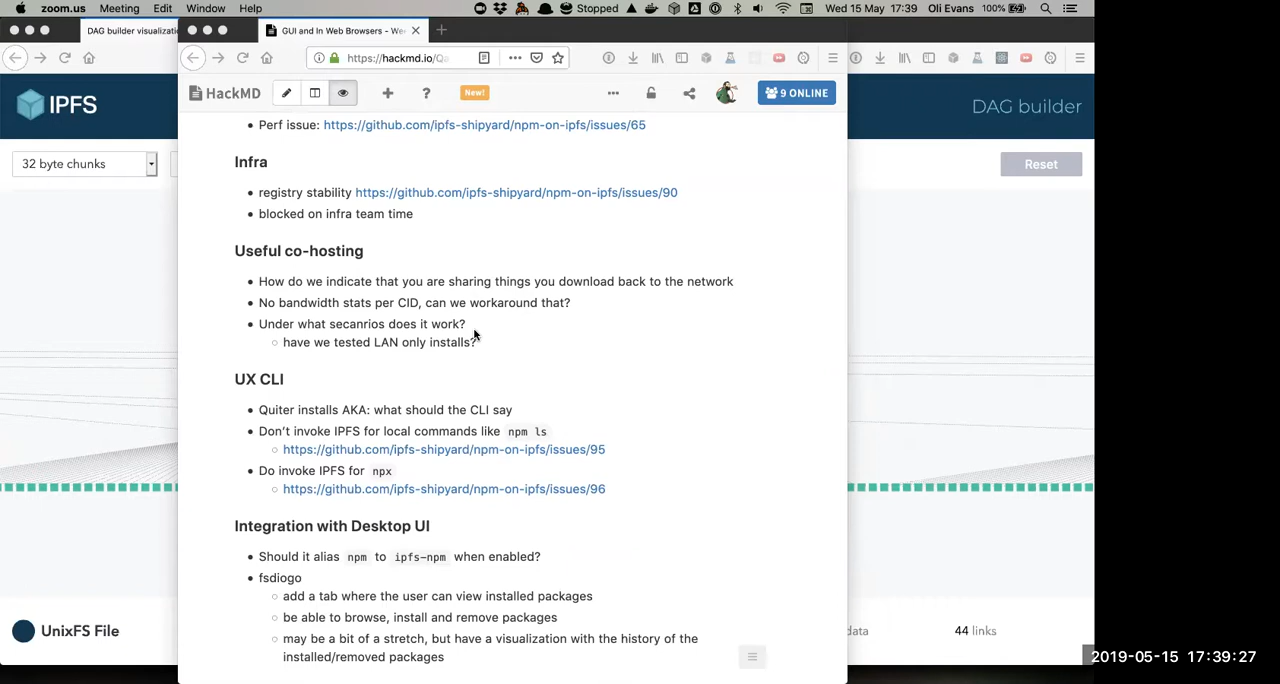 zoom.us Meeting Edit Window Help Stopped Wed 15 May 17:39 Oli Evans 100%
DAG builder visualizati
GUI and In Web Browsers - We
https://hackmd.io/Qa
IPFS
HackMD
New!
9 ONLINE
DAG builder
32 byte chunks
Reset
Perf issue: https://github.com/ipfs-shipyard/npm-on-ipfs/issues/65
Infra
registry stability https://github.com/ipfs-shipyard/npm-on-ipfs/issues/90
blocked on infra team time
Useful co-hosting
How do we indicate that you are sharing things you download back to the network
No bandwidth stats per CID, can we workaround that?
Under what secanrios does it work?
have we tested LAN only installs?
UX CLI
Quiter installs AKA: what should the CLI say
Don't invoke IPFS for local commands like npm ls
https://github.com/ipfs-shipyard/npm-on-ipfs/issues/95
Do invoke IPFS for npx
https://github.com/ipfs-shipyard/npm-on-ipfs/issues/96
Integration with Desktop UI
Should it alias npm to ipfs-npm when enabled?
fsdiogo
add a tab where the user can view installed packages
be able to browse, install and remove packages
may be a bit of a stretch, but have a visualization with the history of the
installed/removed packages
UnixFS File
data
44 links
2019-05-15 17:39:27